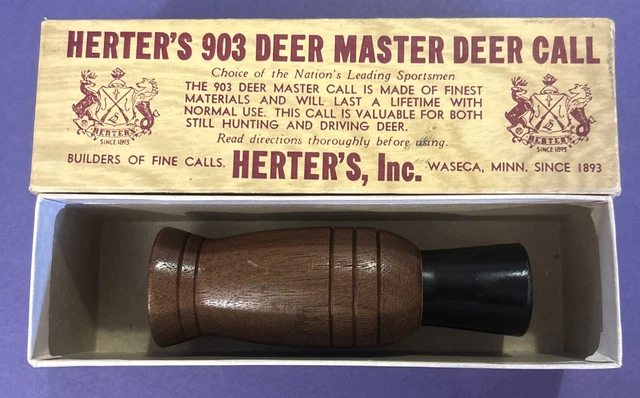 HERTER'S 903 DEER MASTER DEER CALL
Choice of the Nation's Leading Sportsmen
THE 903 DEER MASTER CALL IS MADE OF FINEST
MATERIALS AND WILL LAST A LIFETIME WITH
NORMAL USE. THIS CALL IS VALUABLE FOR BOTH
STILL HUNTING AND DRIVING DEER.
HERTER'S
SINCE 1893
HERTER'S
SINCE 1893
Read directions thoroughly before using.
BUILDERS OF FINE CALLS. HERTER'S, Inc. WASECA, MINN. SINCE 1893